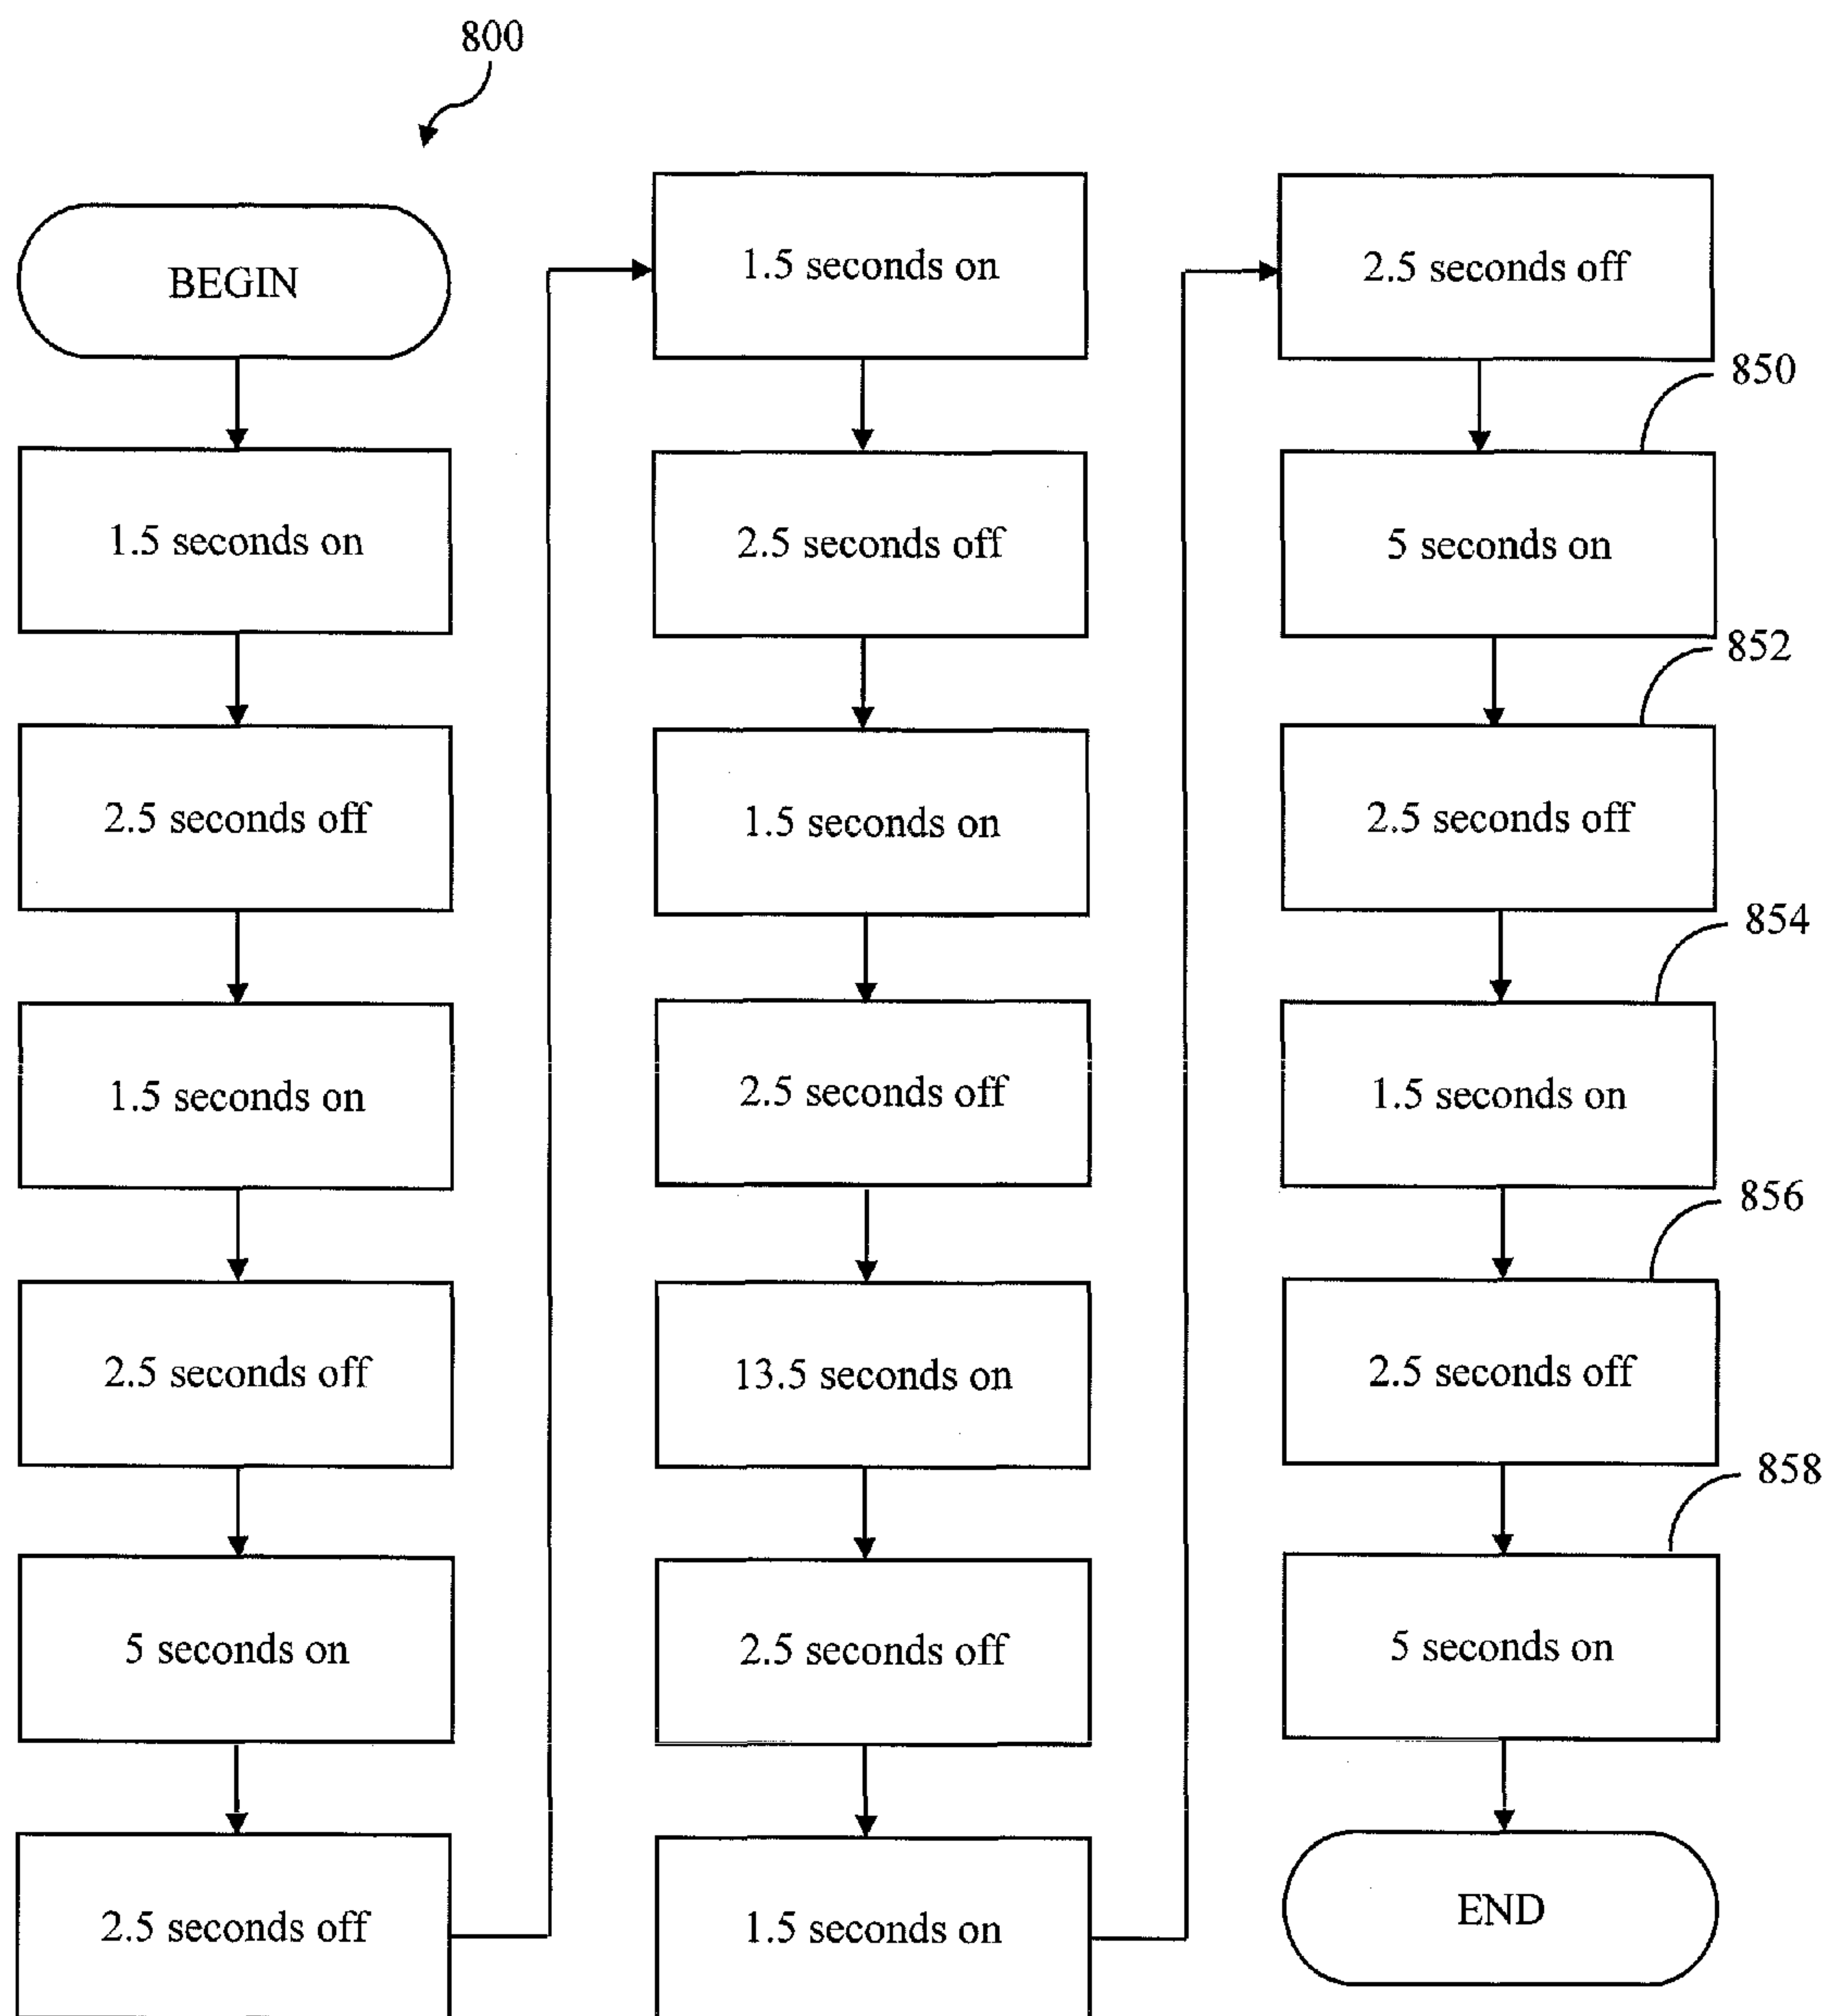 800
BEGIN
1.5 seconds on
2.5 seconds off
1.5 seconds on
2.5 seconds off
5 seconds on
2.5 seconds off
1.5 seconds on
2.5 seconds off
1.5 seconds on
2.5 seconds off
13.5 seconds on
2.5 seconds off
1.5 seconds on
2.5 seconds off
850
5 seconds on
852
2.5 seconds off
854
1.5 seconds on
856
2.5 seconds off
858
5 seconds on
END